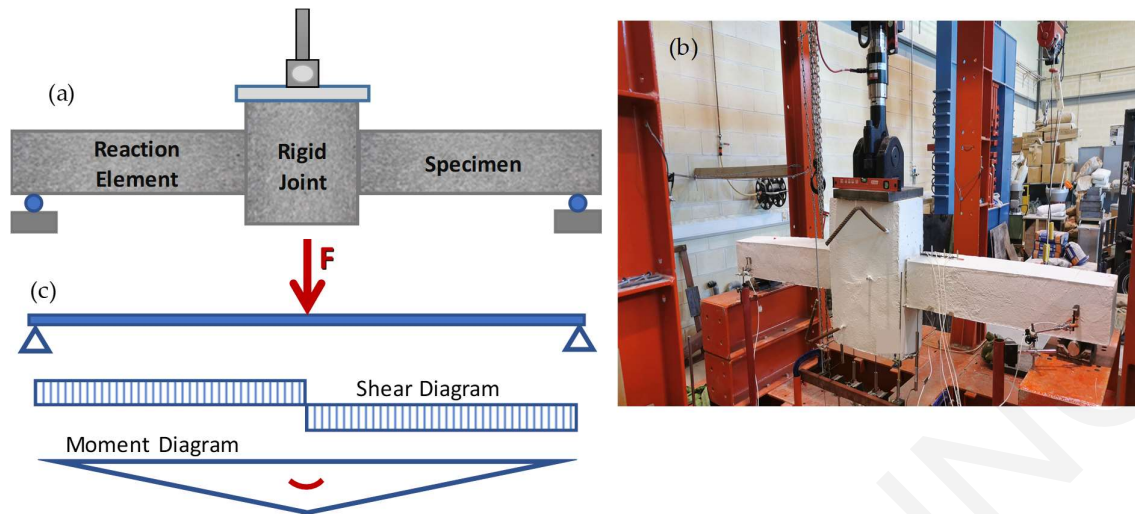 (a)
Reaction
Element
Rigid
Joint
Specimen
F
(b)
(c)
Shear Diagram
Moment Diagram